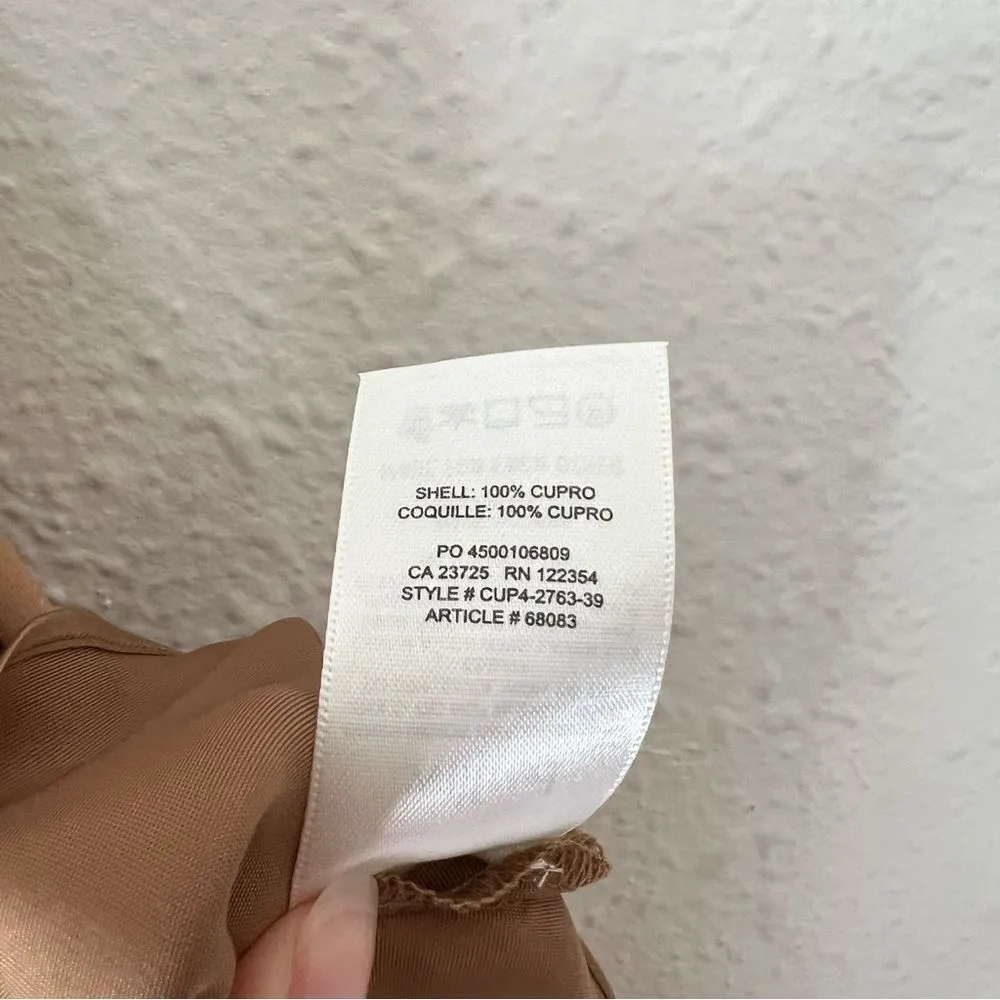 SHELL: 100% CUPRO
COQUILLE: 100% CUPRO
PO 4500106809
CA 23725 RN 122354
STYLE # CUP4-2763-39
ARTICLE # 68083